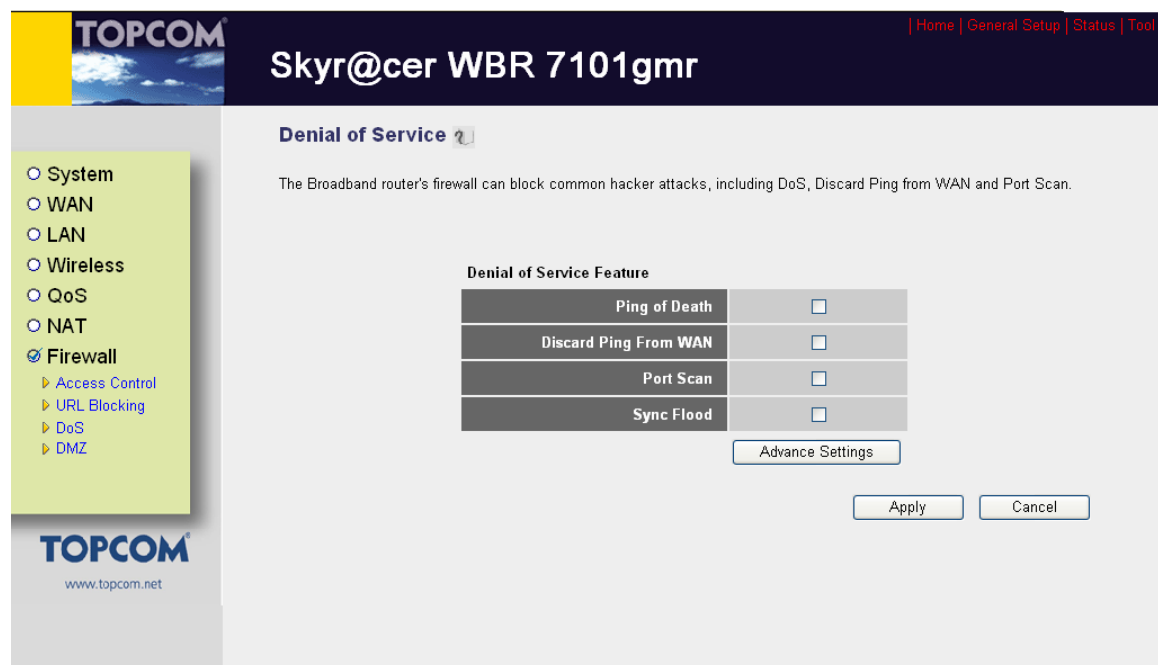 TOPCOM
| Home | General Setup | Status | Tool
Skyr@cer WBR 7101gmr
Denial of Service
The Broadband router's firewall can block common hacker attacks, including DoS, Discard Ping from WAN and Port Scan.
System
WAN
LAN
Wireless
QoS
NAT
Firewall
Access Control
URL Blocking
DoS
DMZ
Denial of Service Feature
Ping of Death
Discard Ping From WAN
Port Scan
Sync Flood
Advance Settings
Apply Cancel
TOPCOM
www.topcom.net